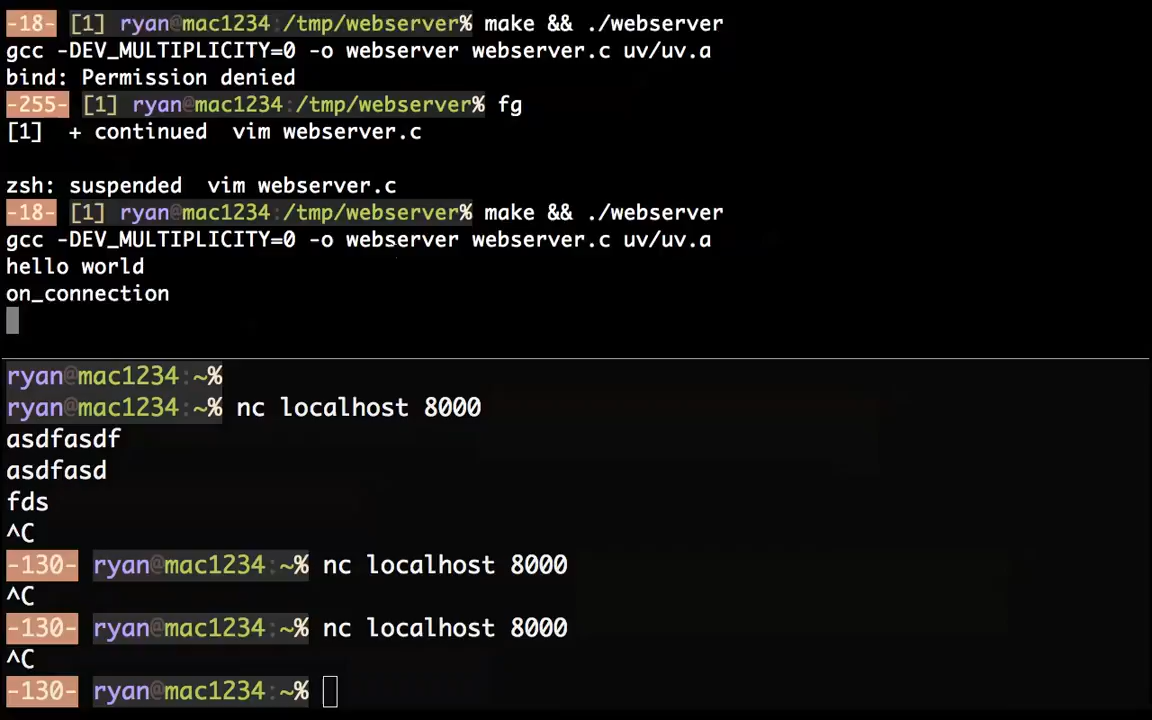 -18- [1] ryan@mac1234:/tmp/webserver% make && ./webserver
gcc -DEV_MULTIPLICITY=0 -o webserver webserver.c uv/uv.a
bind: Permission denied
-255- [1] ryan@mac1234:/tmp/webserver% fg
[1]  + continued  vim webserver.c
zsh: suspended  vim webserver.c
-18- [1] ryan@mac1234:/tmp/webserver% make && ./webserver
gcc -DEV_MULTIPLICITY=0 -o webserver webserver.c uv/uv.a
hello world
on_connection
ryan@mac1234:~%
ryan@mac1234:~% nc localhost 8000
asdfasdf
asdfasd
fds
^C
-130- ryan@mac1234:~% nc localhost 8000
^C
-130- ryan@mac1234:~% nc localhost 8000
^C
-130- ryan@mac1234:~%